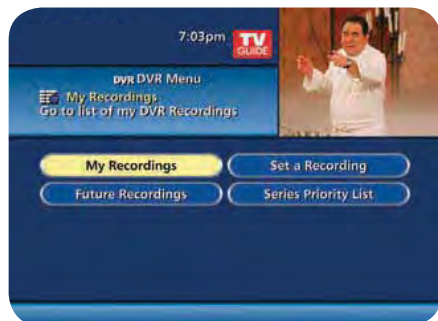 7:03pm
TV
GUIDE
DVR DVR Menu
My Recordings
Go to list of my DVR Recordings
My Recordings
Set a Recording
Future Recordings
Series Priority List